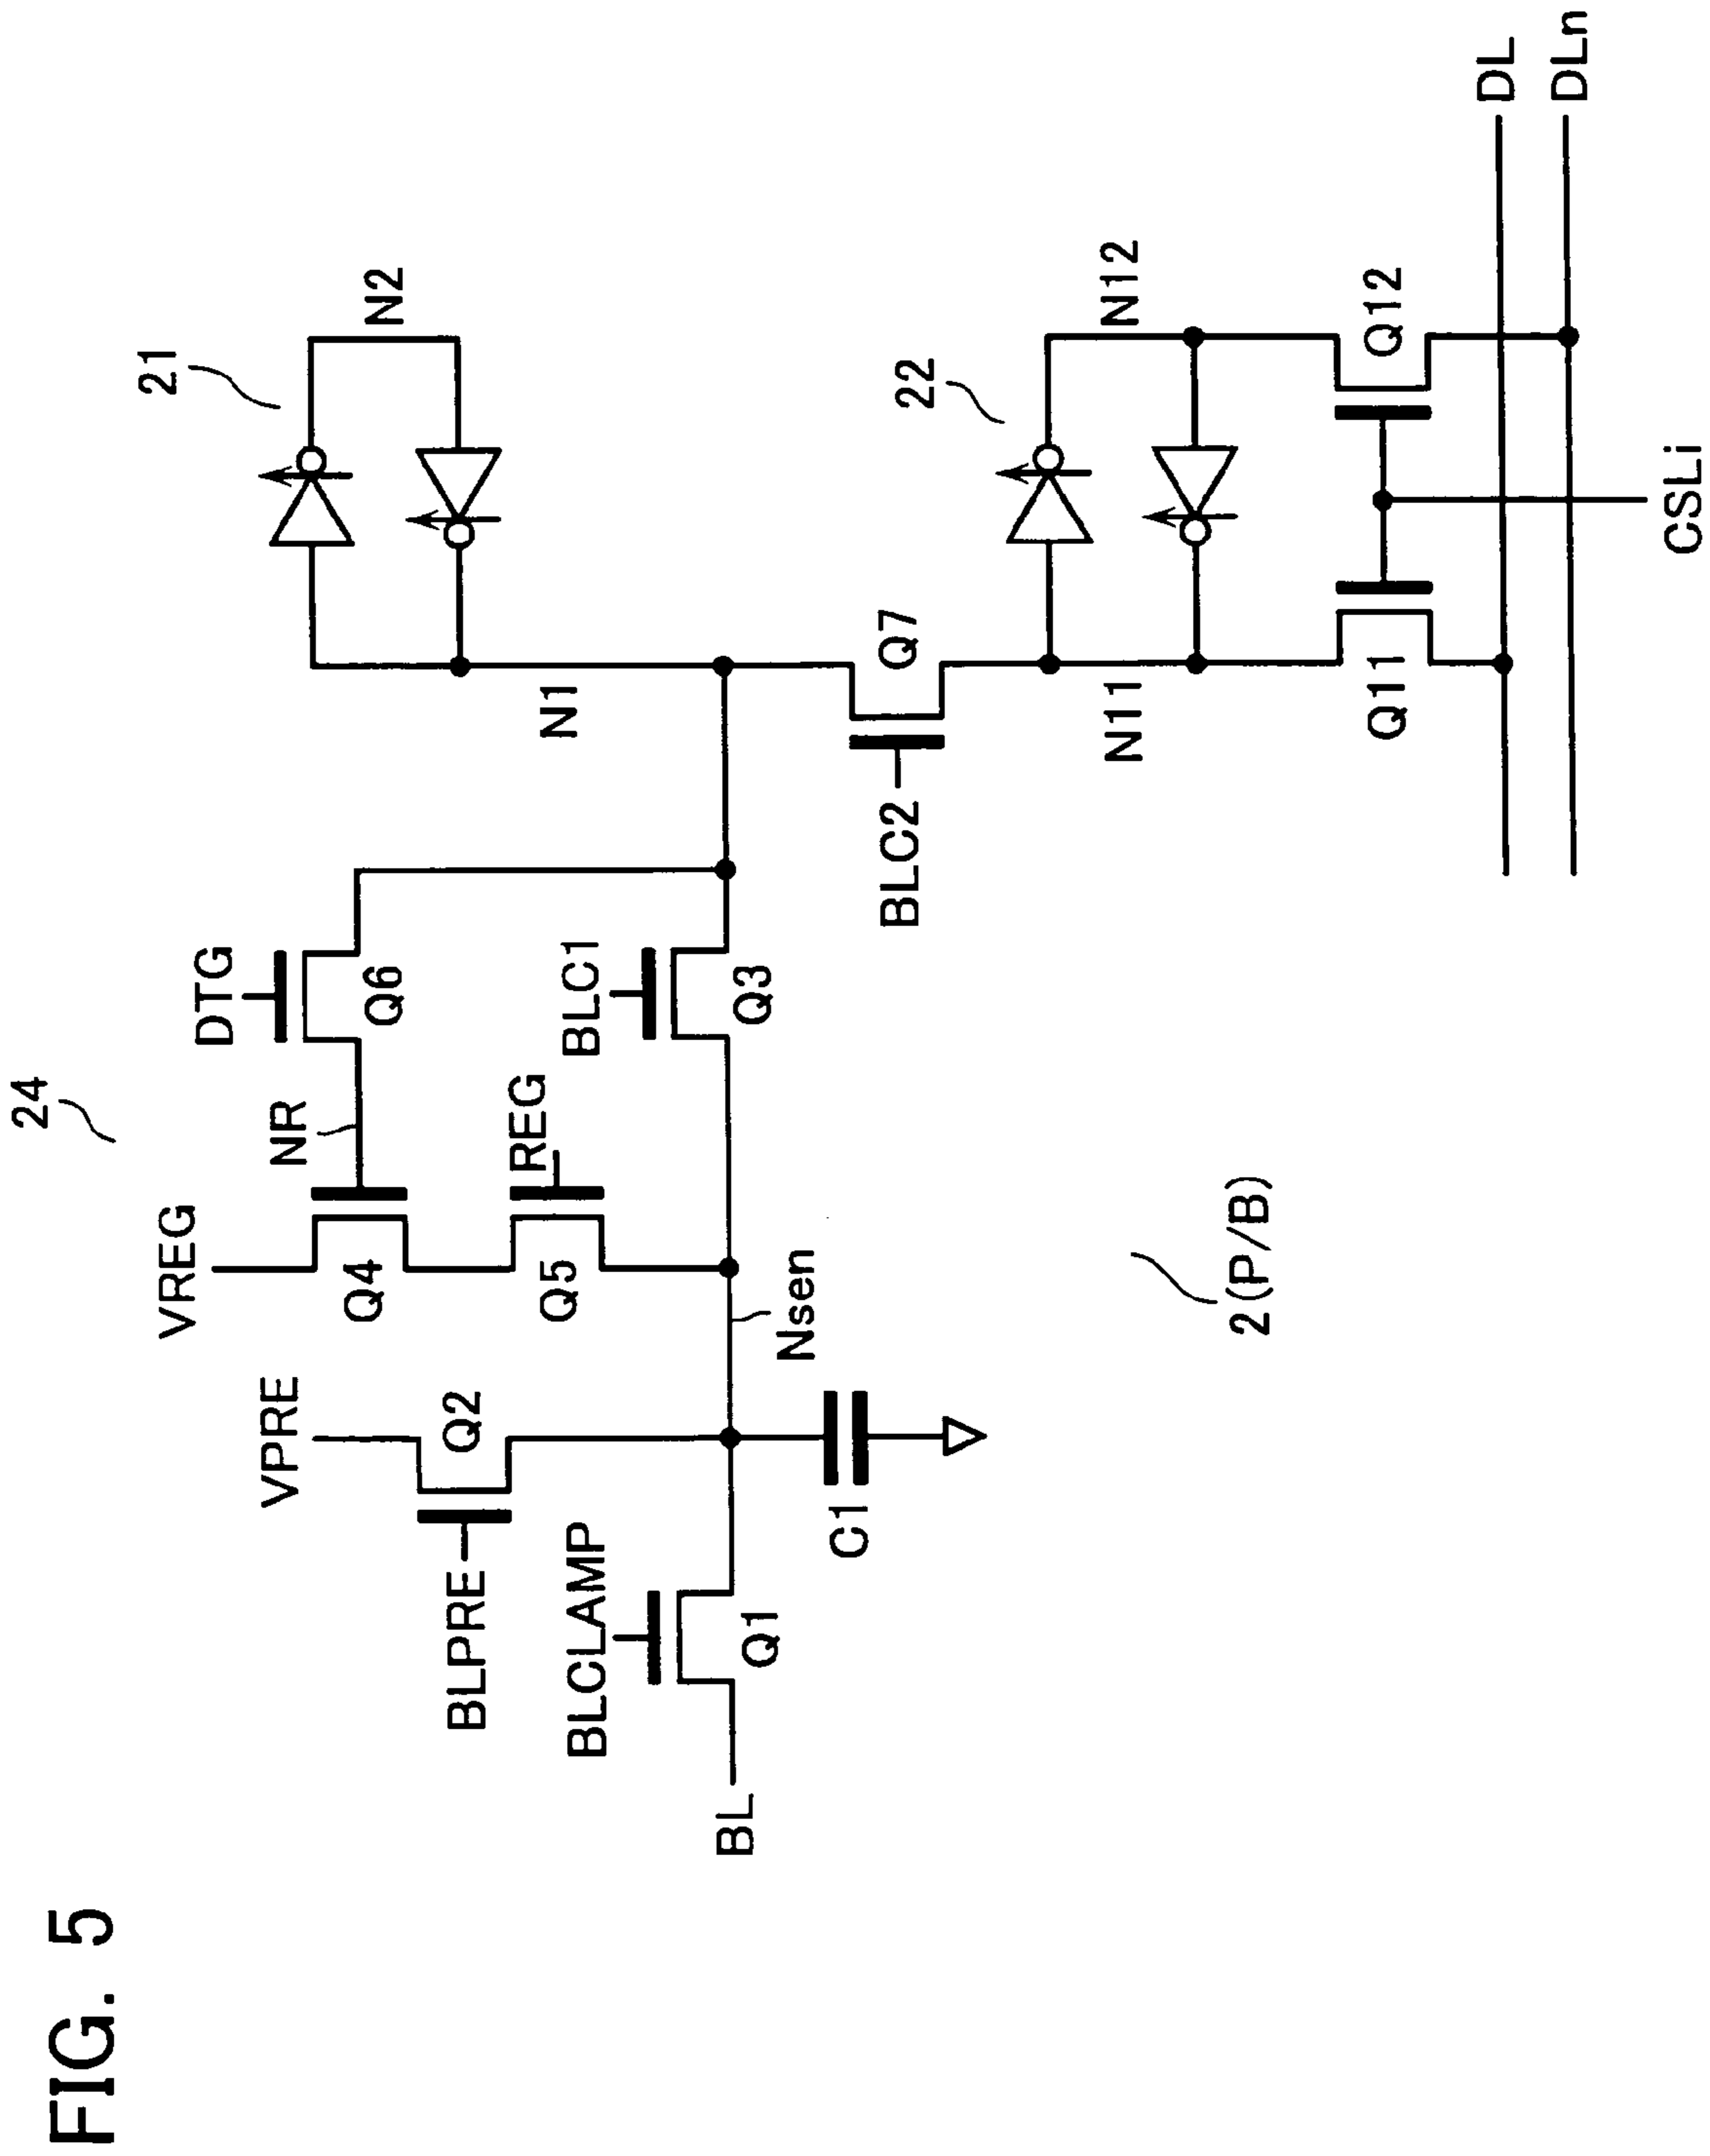 FIG. 5
24
21
VREG
DTG
NR
Q6
N2
VPRE
Q4
BLPRE
Q2
REG
Q5
BLC1
N1
BLCLAMP
Q1
BL
Q3
Nsen
C1
BLC2
Q7
22
N11
N12
2(P/B)
Q11
Q12
DL
DLn
CSLi